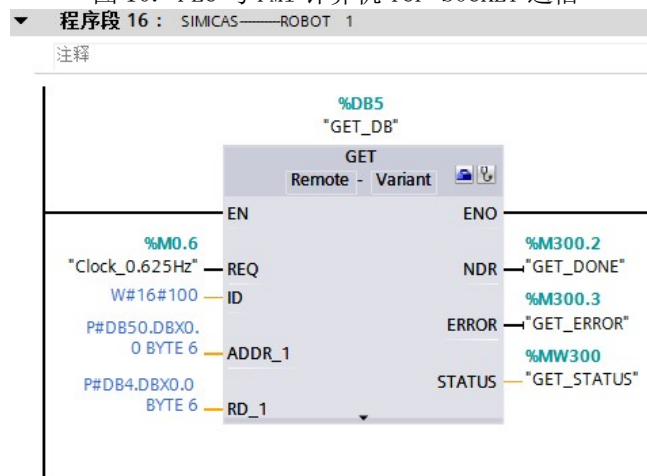 程序段 16： SIMICAS———ROBOT 1
注释
%DB5
"GET_DB"
GET
Remote - Variant
EN
ENO
%M0.6
"Clock_0.625Hz"
REQ
NDR
%M300.2
"GET_DONE"
W#16#100
ID
%M300.3
ERROR
"GET_ERROR"
P#DB50.DBX0.
0 BYTE 6
ADDR_1
%MW300
STATUS
"GET_STATUS"
P#DB4.DBX0.0
BYTE 6
RD_1